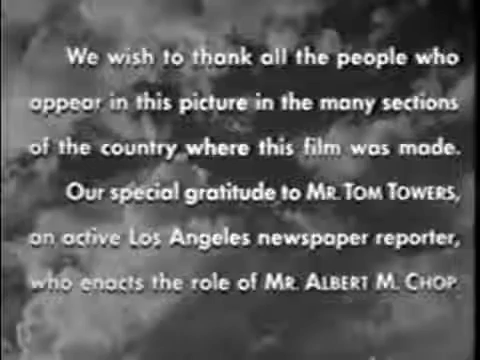 We wish to thank all the people who
appear in this picture in the many sections
of the country where this film was made.
Our special gratitude to MR. TOM TOWERS,
an active Los Angeles newspaper reporter,
who enacts the role of MR. ALBERT M. CHOP.